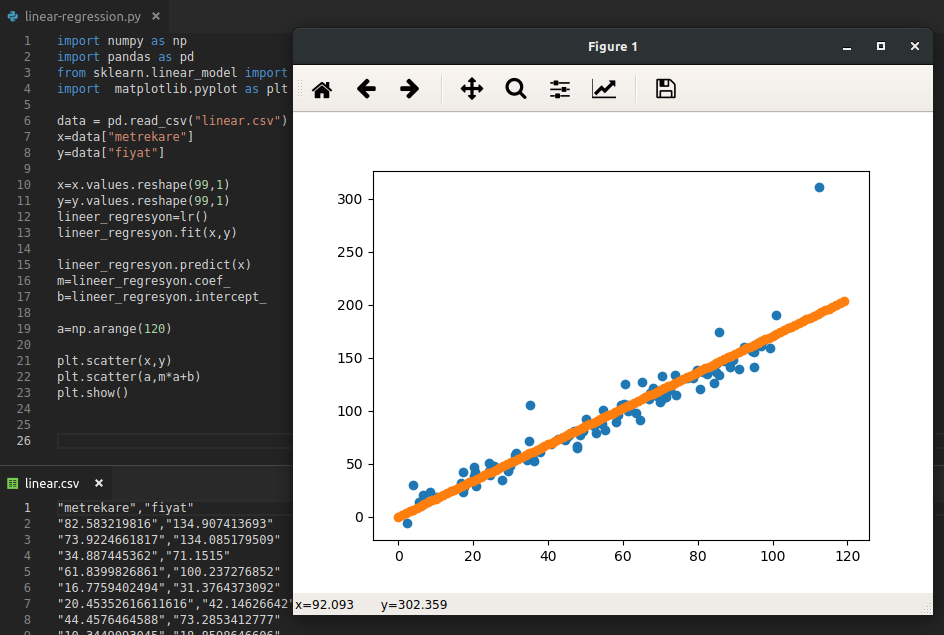 linear-regression.py
1 import numpy as np
2 import pandas as pd
3 from sklearn.linear_model import
4 import  matplotlib.pyplot as plt
5
6 data = pd.read_csv("linear.csv")
7 x=data["metrekare"]
8 y=data["fiyat"]
9
10 x=x.values.reshape(99,1)
11 y=y.values.reshape(99,1)
12 lineer_regresyon=lr()
13 lineer_regresyon.fit(x,y)
14
15 lineer_regresyon.predict(x)
16 m=lineer_regresyon.coef_
17 b=lineer_regresyon.intercept_
18
19 a=np.arange(120)
20
21 plt.scatter(x,y)
22 plt.scatter(a,m*a+b)
23 plt.show()
24
25
26
linear.csv
1 "metrekare","fiyat"
2 "82.583219816","134.907413693"
3 "73.9224661817","134.085179509"
4 "34.887445362","71.1515"
5 "61.8399826861","100.237276852"
6 "16.7759402494","31.3764373092"
7 "20.45352616611616","42.14626642"
8 "44.4576464588","73.2853412777"
9 "10.3449093045","18.8598646606"
Figure 1
300
250
200
150
100
50
0
0 20 40 60 80 100 120
x=92.093 y=302.359